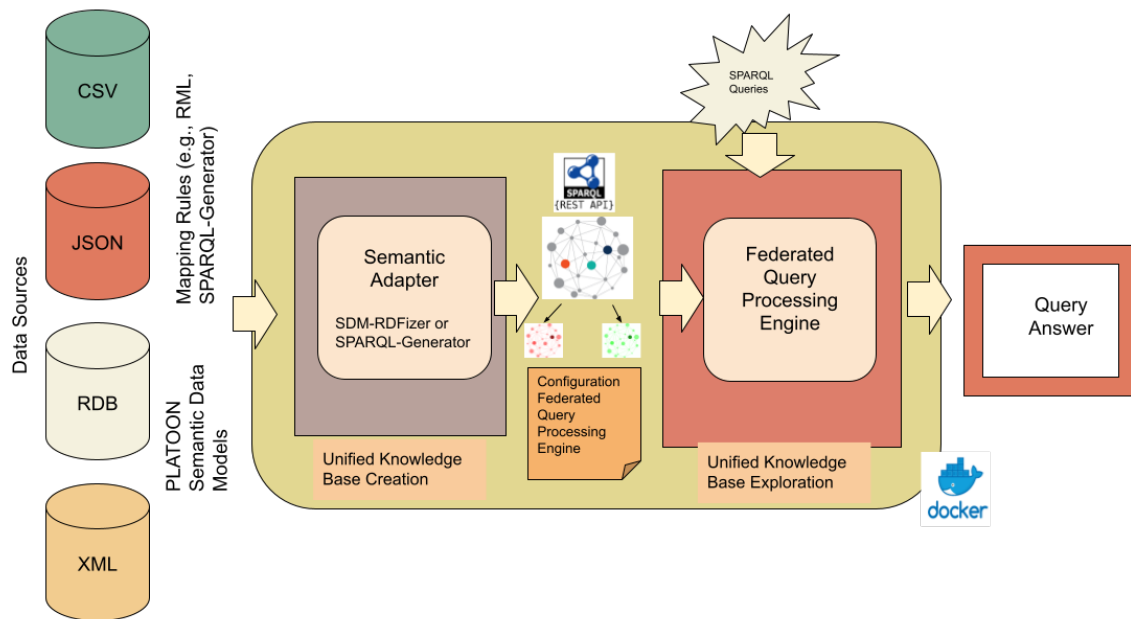 Data Sources
CSV
JSON
RDB
XML
Mapping Rules (e.g., RML,
SPARQL-Generator)
PLATOON
Semantic Data
Models
Semantic
Adapter
SDM-RDFizer or
SPARQL-Generator
Unified Knowledge
Base Creation
SPARQL
{REST API}
Configuration
Federated
Query
Processing
Engine
SPARQL
Queries
Federated
Query
Processing
Engine
Unified Knowledge
Base Exploration
docker
Query
Answer